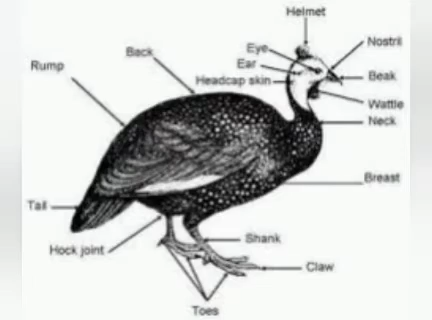 Helmet
Nostril
Eye
Back
Ear
Rump
Beak
Headcap skin
Wattle
Neck
Breast
Tail
Shank
Hock joint
Claw
Toes